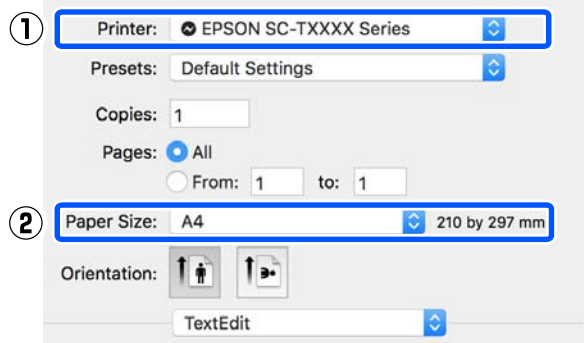 ① Printer: EPSON SC-TXXXX Series
Presets: Default Settings
Copies: 1
Pages: All
From: 1 to: 1
② Paper Size: A4 210 by 297 mm
Orientation:
TextEdit